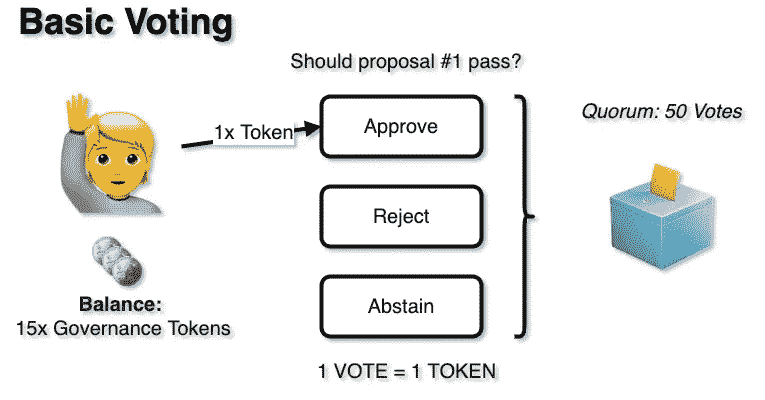 Basic Voting
Should proposal #1 pass?
1x Token
Approve
Quorum: 50 Votes
Reject
Balance:
15x Governance Tokens
Abstain
1 VOTE = 1 TOKEN